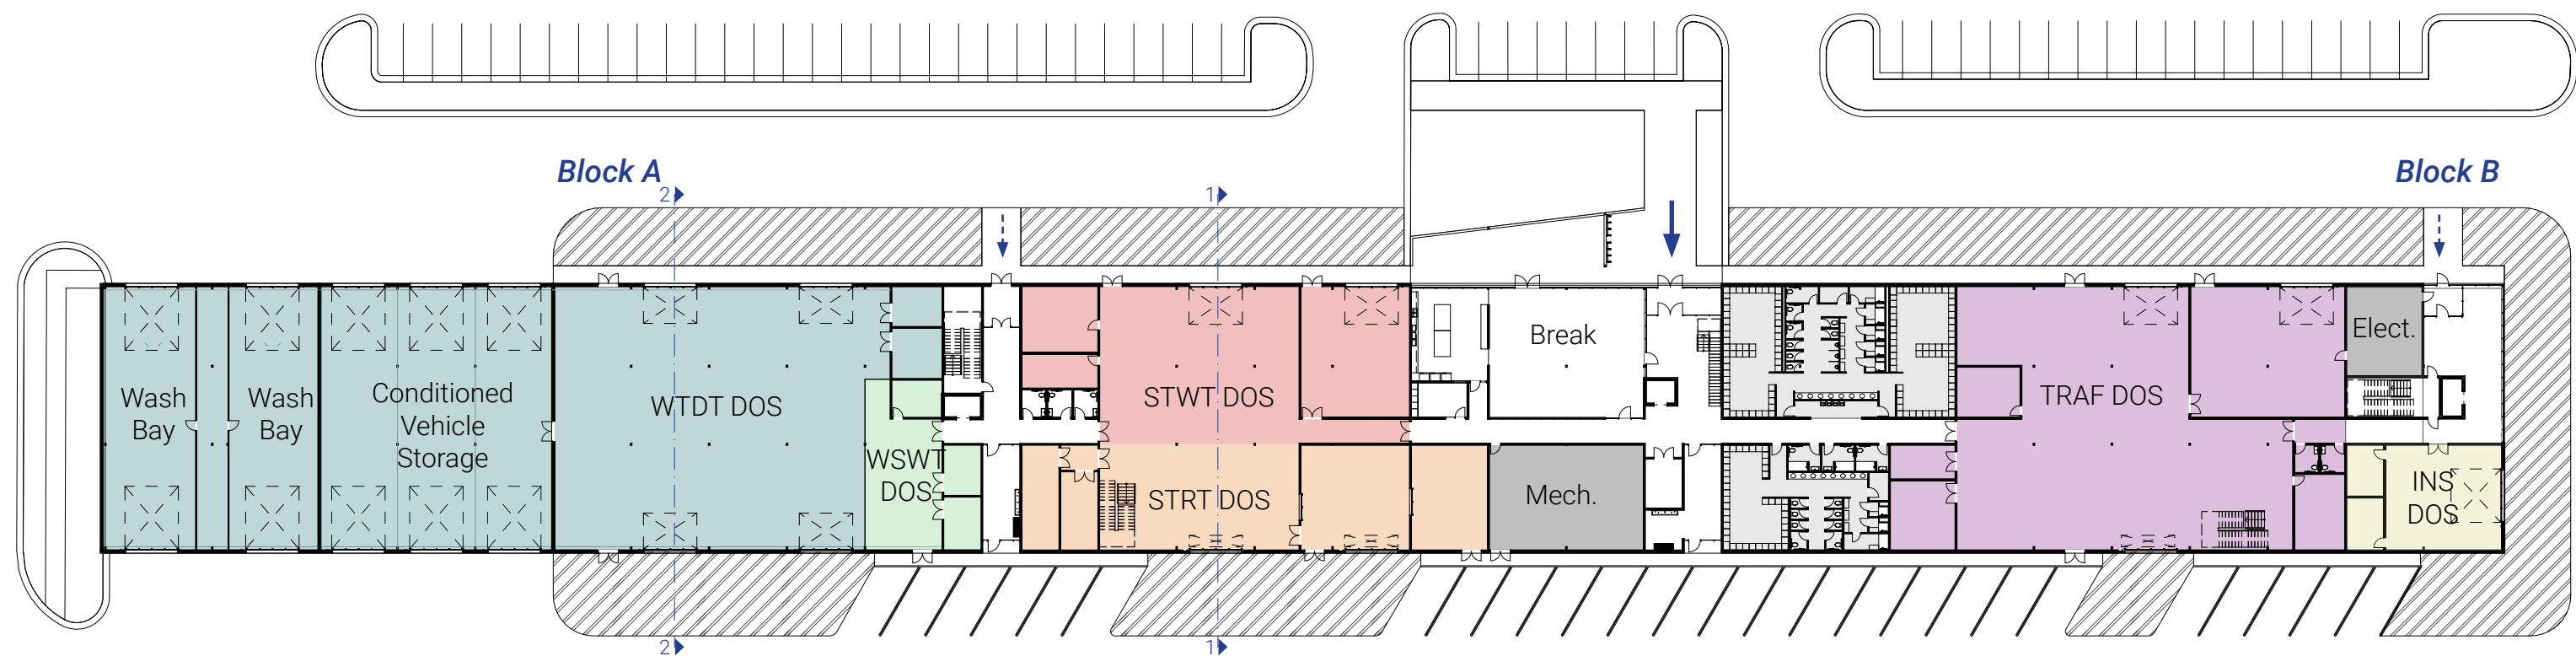 Block A
Block B
2
1
Wash
Bay
Wash
Bay
Conditioned
Vehicle
Storage
WTDT DOS
WSWT
DOS
STWT DOS
STRT DOS
Break
Mech.
TRAF DOS
Elect.
INS
DOS
2
1